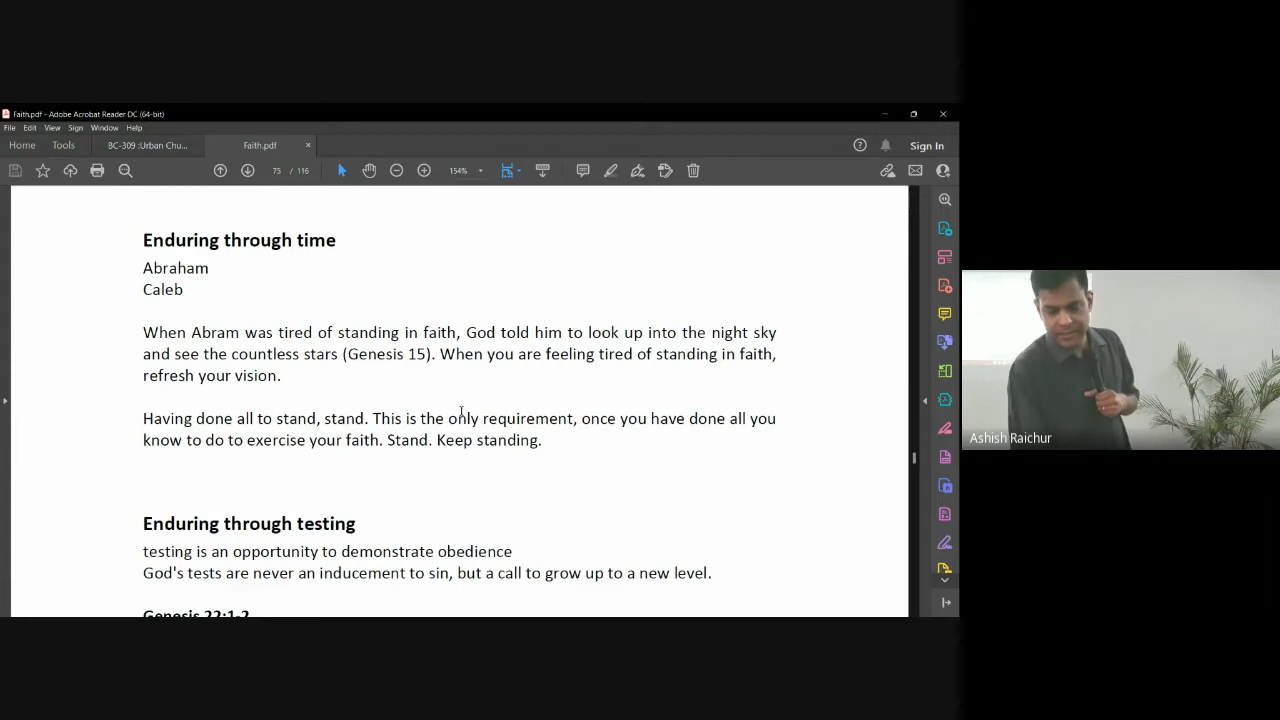 Faith.pdf - Adobe Acrobat Reader DC (64-bit)
File Edit View Sign Window Help
Home Tools BC-309 :Urban Chu... Faith.pdf × Sign In
75 / 116 154%
Enduring through time
Abraham
Caleb
When Abram was tired of standing in faith, God told him to look up into the night sky
and see the countless stars (Genesis 15). When you are feeling tired of standing in faith,
refresh your vision.
Having done all to stand, stand. This is the only requirement, once you have done all you
know to do to exercise your faith. Stand. Keep standing.
Enduring through testing
testing is an opportunity to demonstrate obedience
God's tests are never an inducement to sin, but a call to grow up to a new level.
Genesis 22:1-2
Ashish Raichur